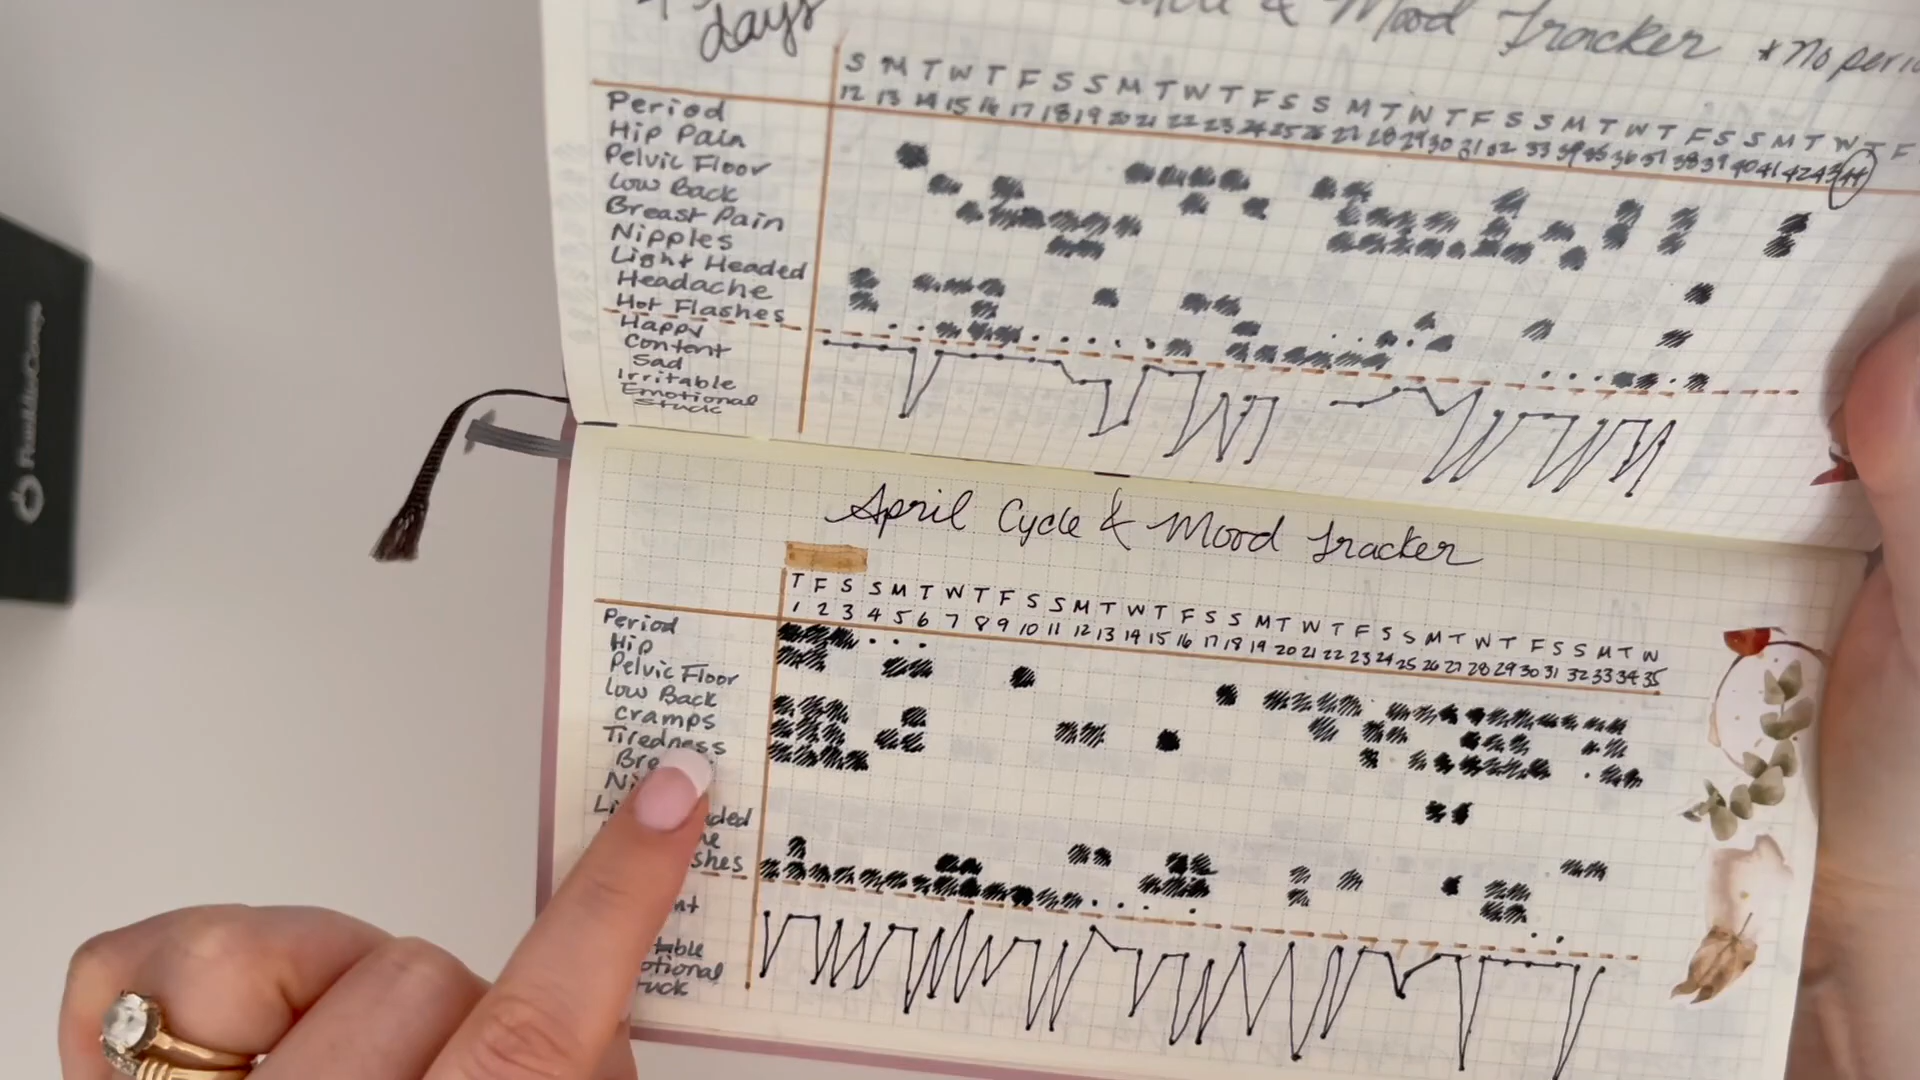 days
Cycle & Mood Tracker *No
S M T W T F S S M T W T F S S M T W T F S S M T W T F S S M T W T F
12 13 14 15 16 17 18 19 20 21 22 23 24 25 26 27 28 29 30 31 32 33 34 35 36 37 38 39 40 41 42 43 44
Period
Hip Pain
Pelvic Floor
Low Back
Breast Pain
Nipples
Light Headed
Headache
Hot Flashes
Happy
Content
Sad
Irritable
Emotional
Stuck
April Cycle & Mood Tracker
T F S S M T W T F S S M T W T F S S M T W T F S S M T W T F S S M T W
1 2 3 4 5 6 7 8 9 10 11 12 13 14 15 16 17 18 19 20 21 22 23 24 25 26 27 28 29 30 31 32 33 34 35
Period
Hip
Pelvic Floor
Low Back
Cramps
Tiredness